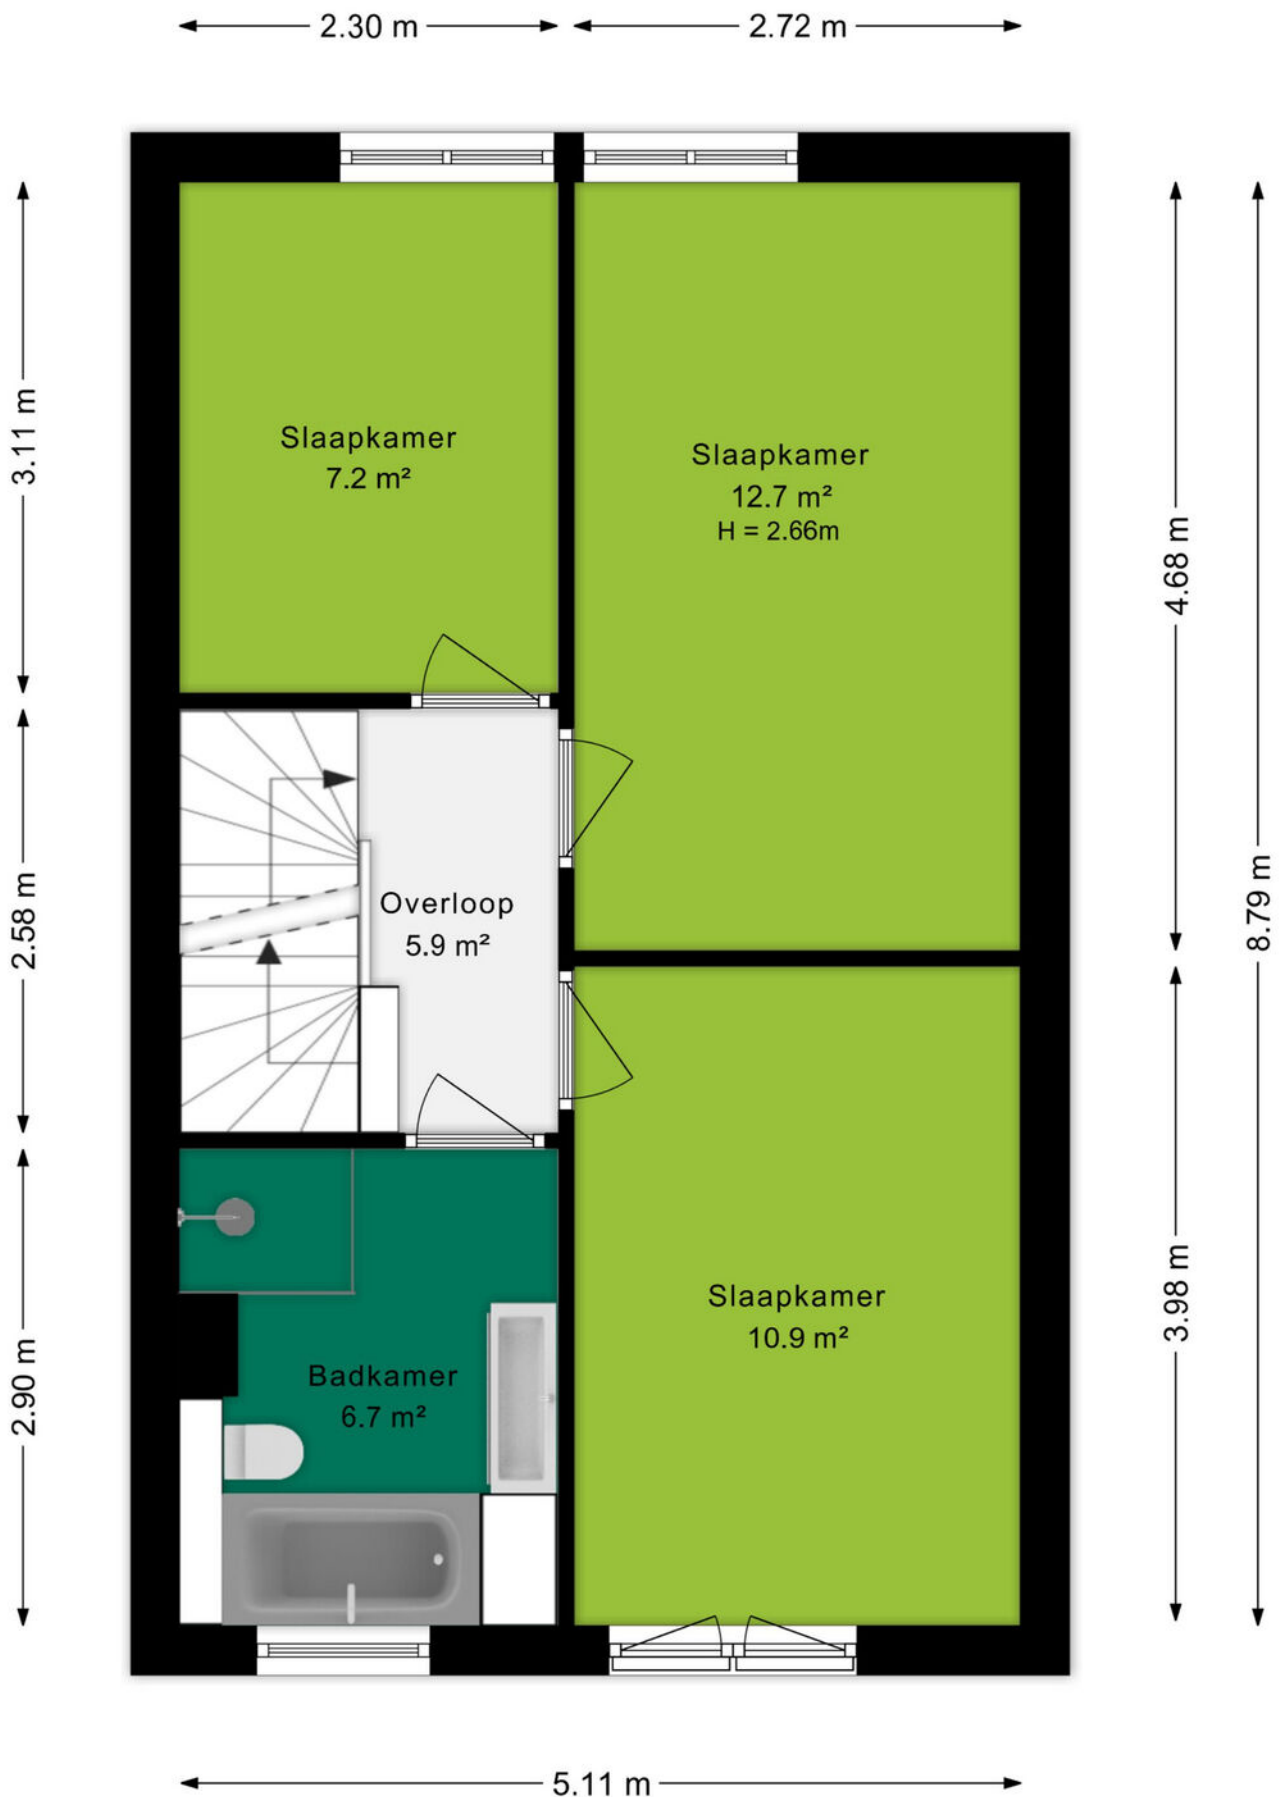 2.30 m
2.72 m
3.11 m
Slaapkamer
7.2 m²
Slaapkamer
12.7 m²
H = 2.66m
4.68 m
8.79 m
2.58 m
Overloop
5.9 m²
3.98 m
Slaapkamer
10.9 m²
2.90 m
Badkamer
6.7 m²
5.11 m